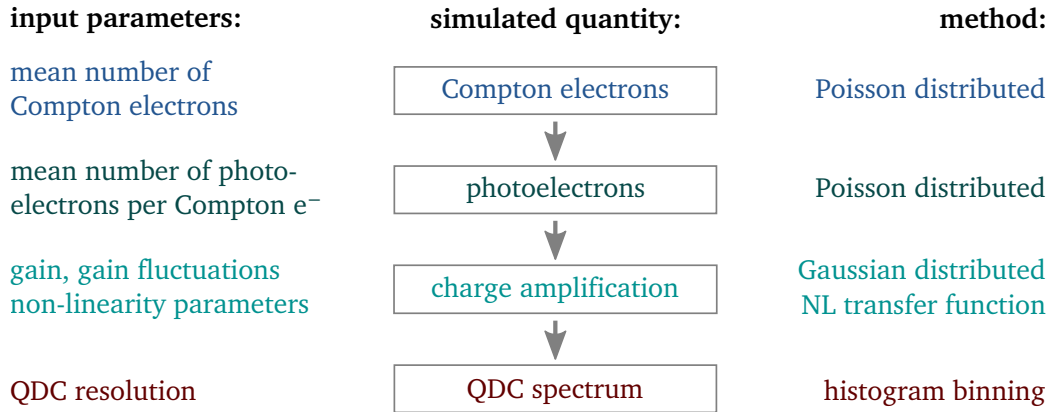 input parameters: simulated quantity: method:
mean number of
Compton electrons
Compton electrons
Poisson distributed
mean number of photo-
electrons per Compton e⁻
photoelectrons
Poisson distributed
gain, gain fluctuations
non-linearity parameters
charge amplification
Gaussian distributed
NL transfer function
QDC resolution
QDC spectrum
histogram binning